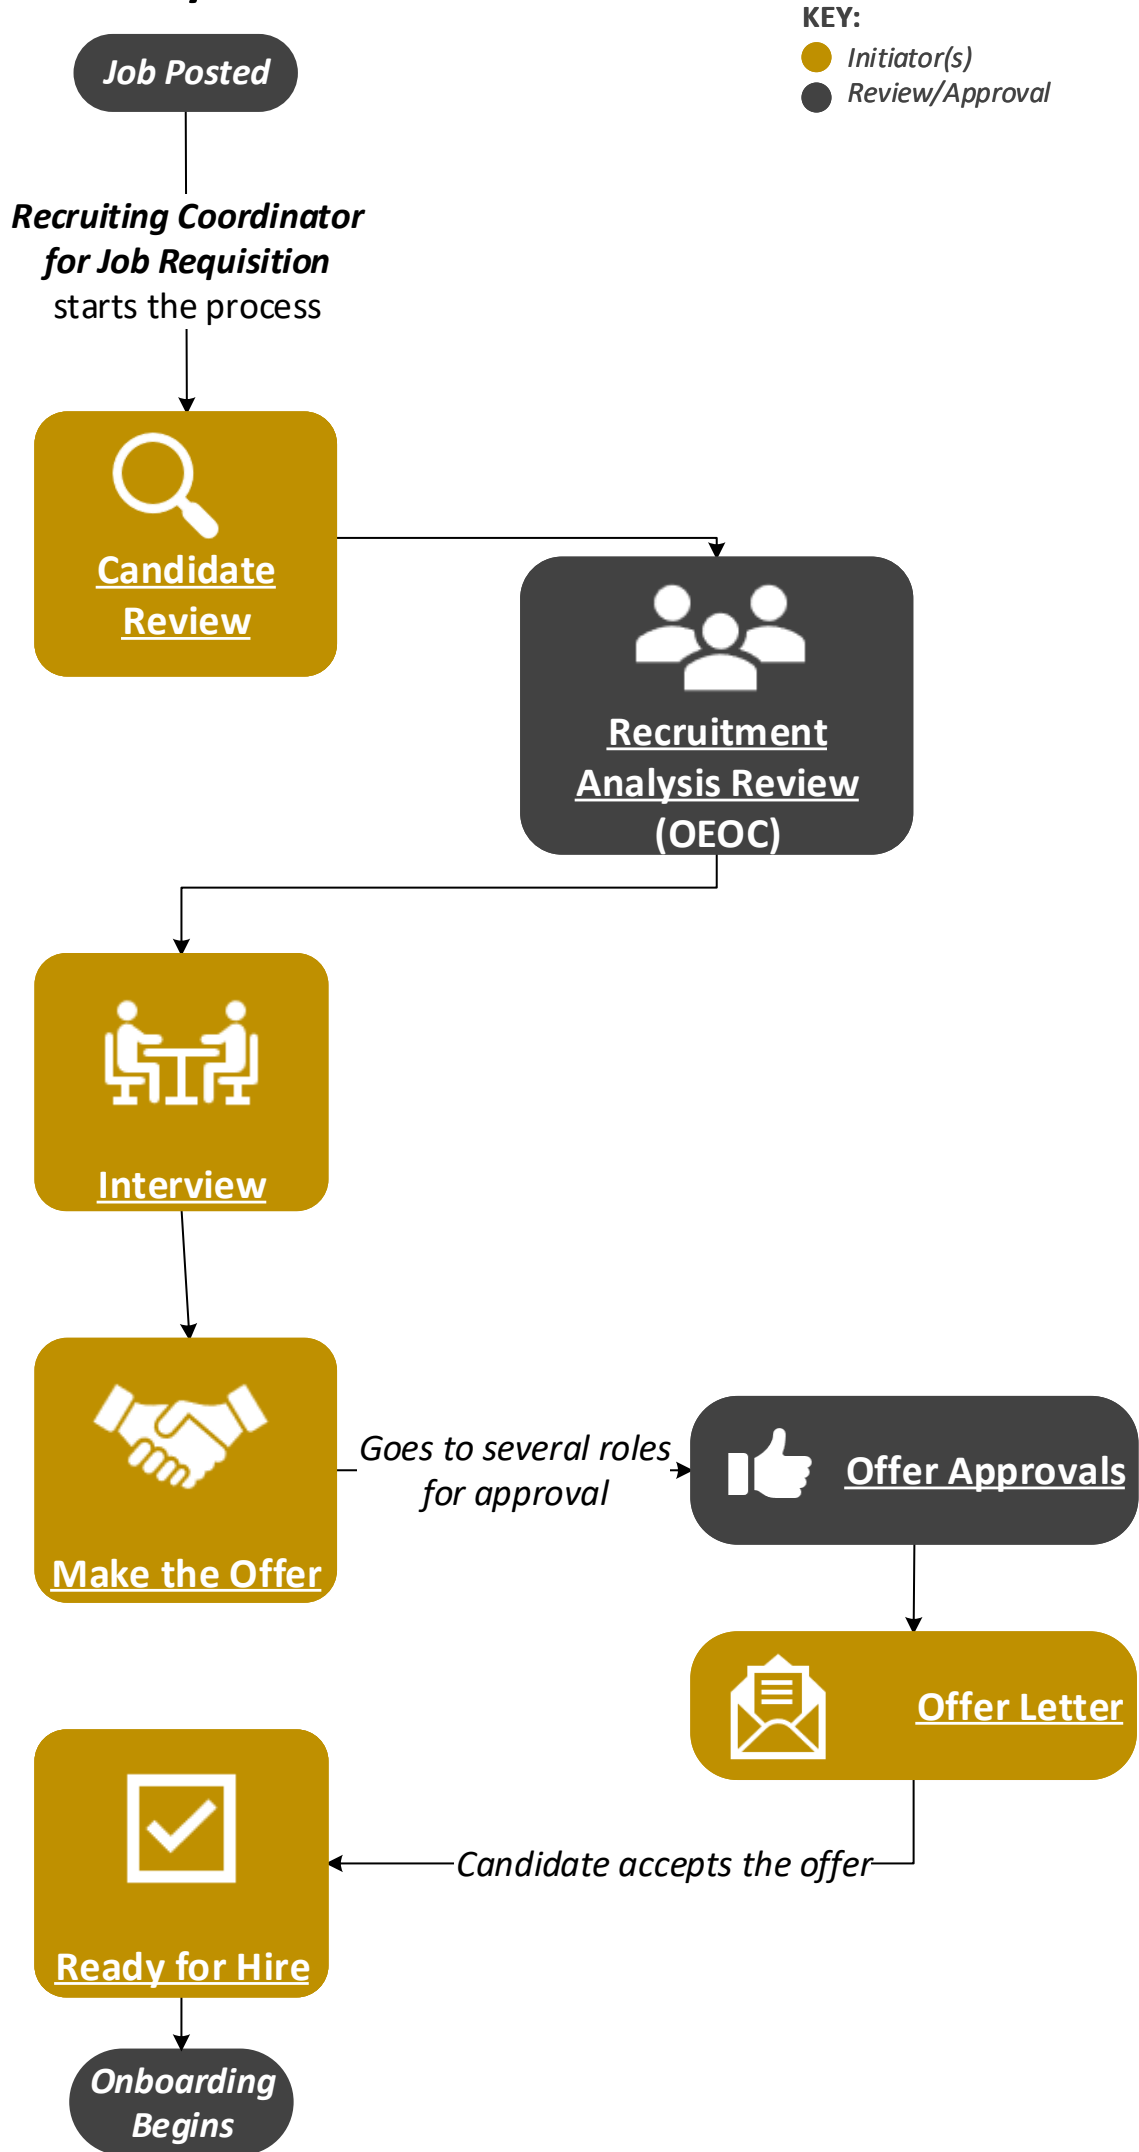 KEY:
Initiator(s)
Review/Approval
Job Posted
Recruiting Coordinator
for Job Requisition
starts the process
Candidate
Review
Recruitment
Analysis Review
(OEOC)
Interview
Make the Offer
Goes to several roles
for approval
Offer Approvals
Offer Letter
Candidate accepts the offer
Ready for Hire
Onboarding
Begins